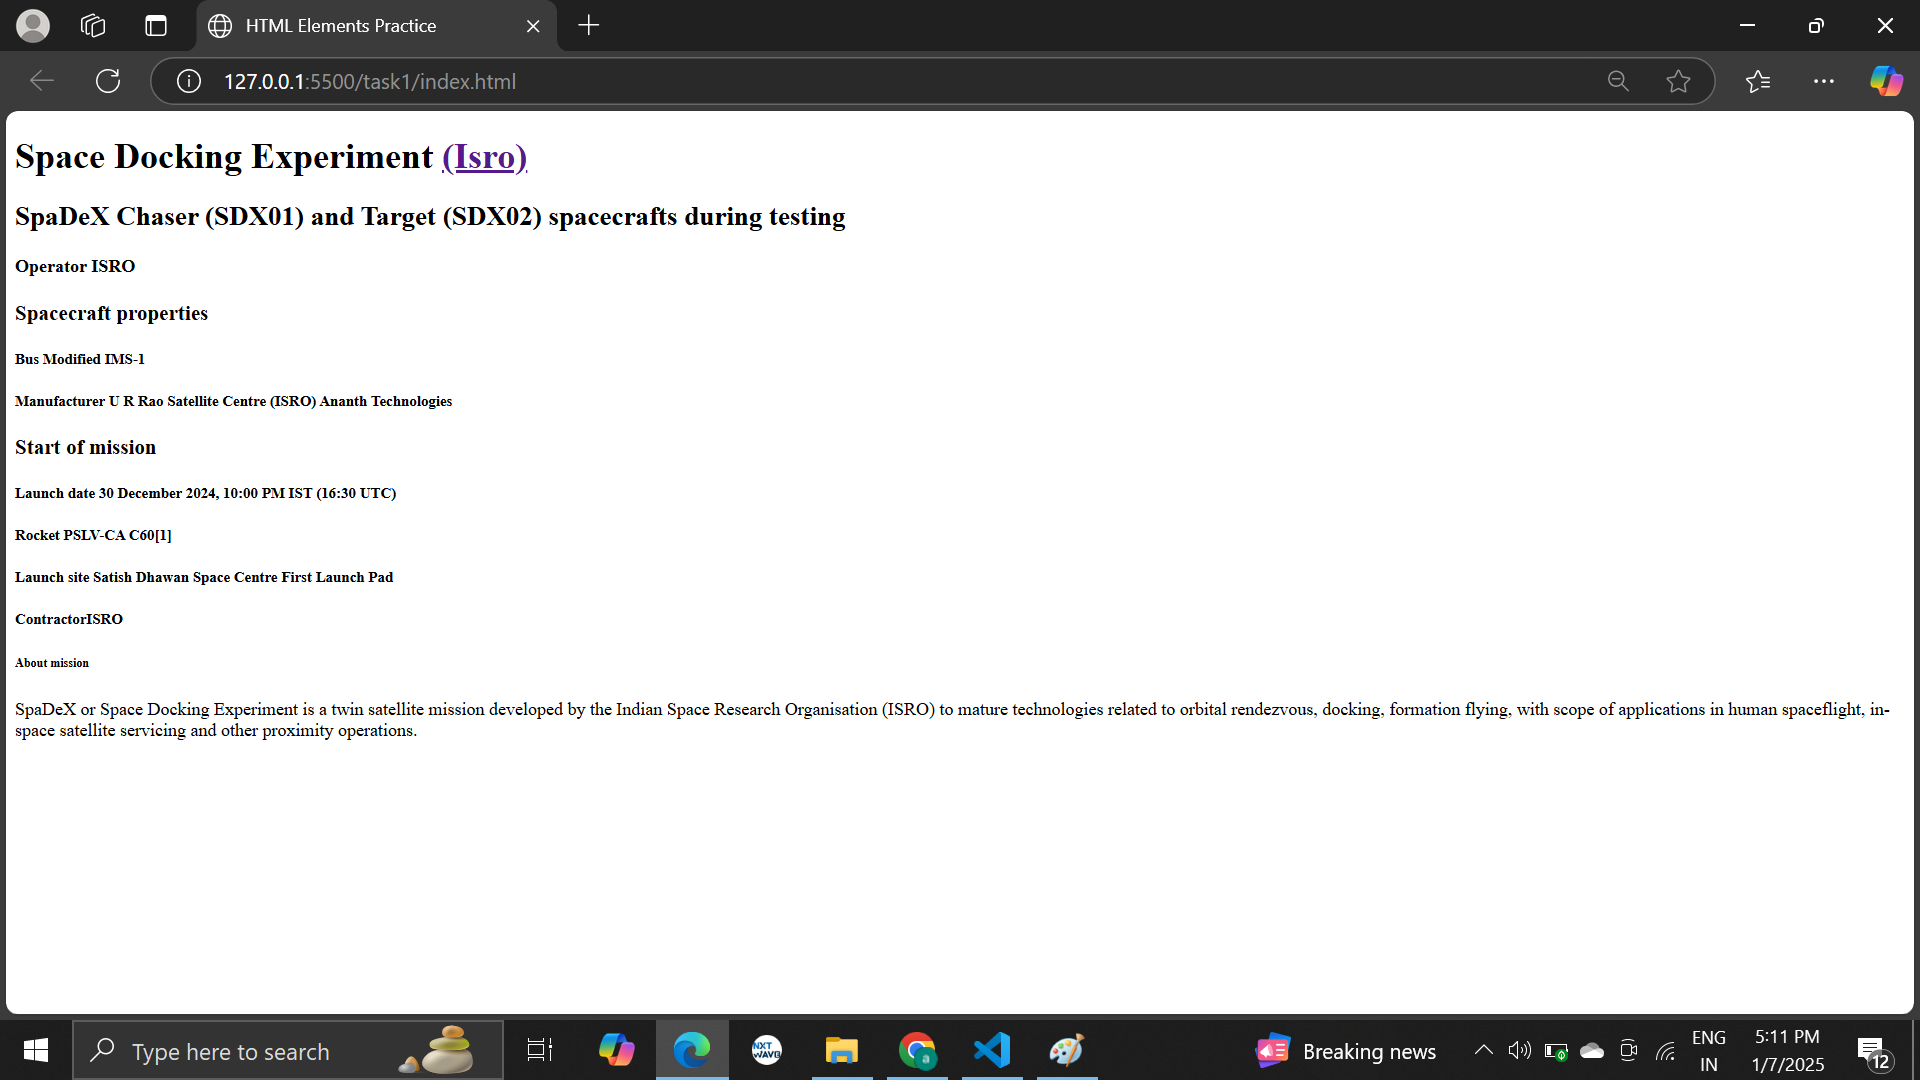 HTML Elements Practice
127.0.0.1:5500/task1/index.html
Space Docking Experiment (Isro)
SpaDeX Chaser (SDX01) and Target (SDX02) spacecrafts during testing
Operator ISRO
Spacecraft properties
Bus Modified IMS-1
Manufacturer U R Rao Satellite Centre (ISRO) Ananth Technologies
Start of mission
Launch date 30 December 2024, 10:00 PM IST (16:30 UTC)
Rocket PSLV-CA C60[1]
Launch site Satish Dhawan Space Centre First Launch Pad
ContractorISRO
About mission
SpaDeX or Space Docking Experiment is a twin satellite mission developed by the Indian Space Research Organisation (ISRO) to mature technologies related to orbital rendezvous, docking, formation flying, with scope of applications in human spaceflight, in-
space satellite servicing and other proximity operations.
Type here to search
NXT
WAVE
a
Breaking news
ENG
IN
5:11 PM
1/7/2025
12